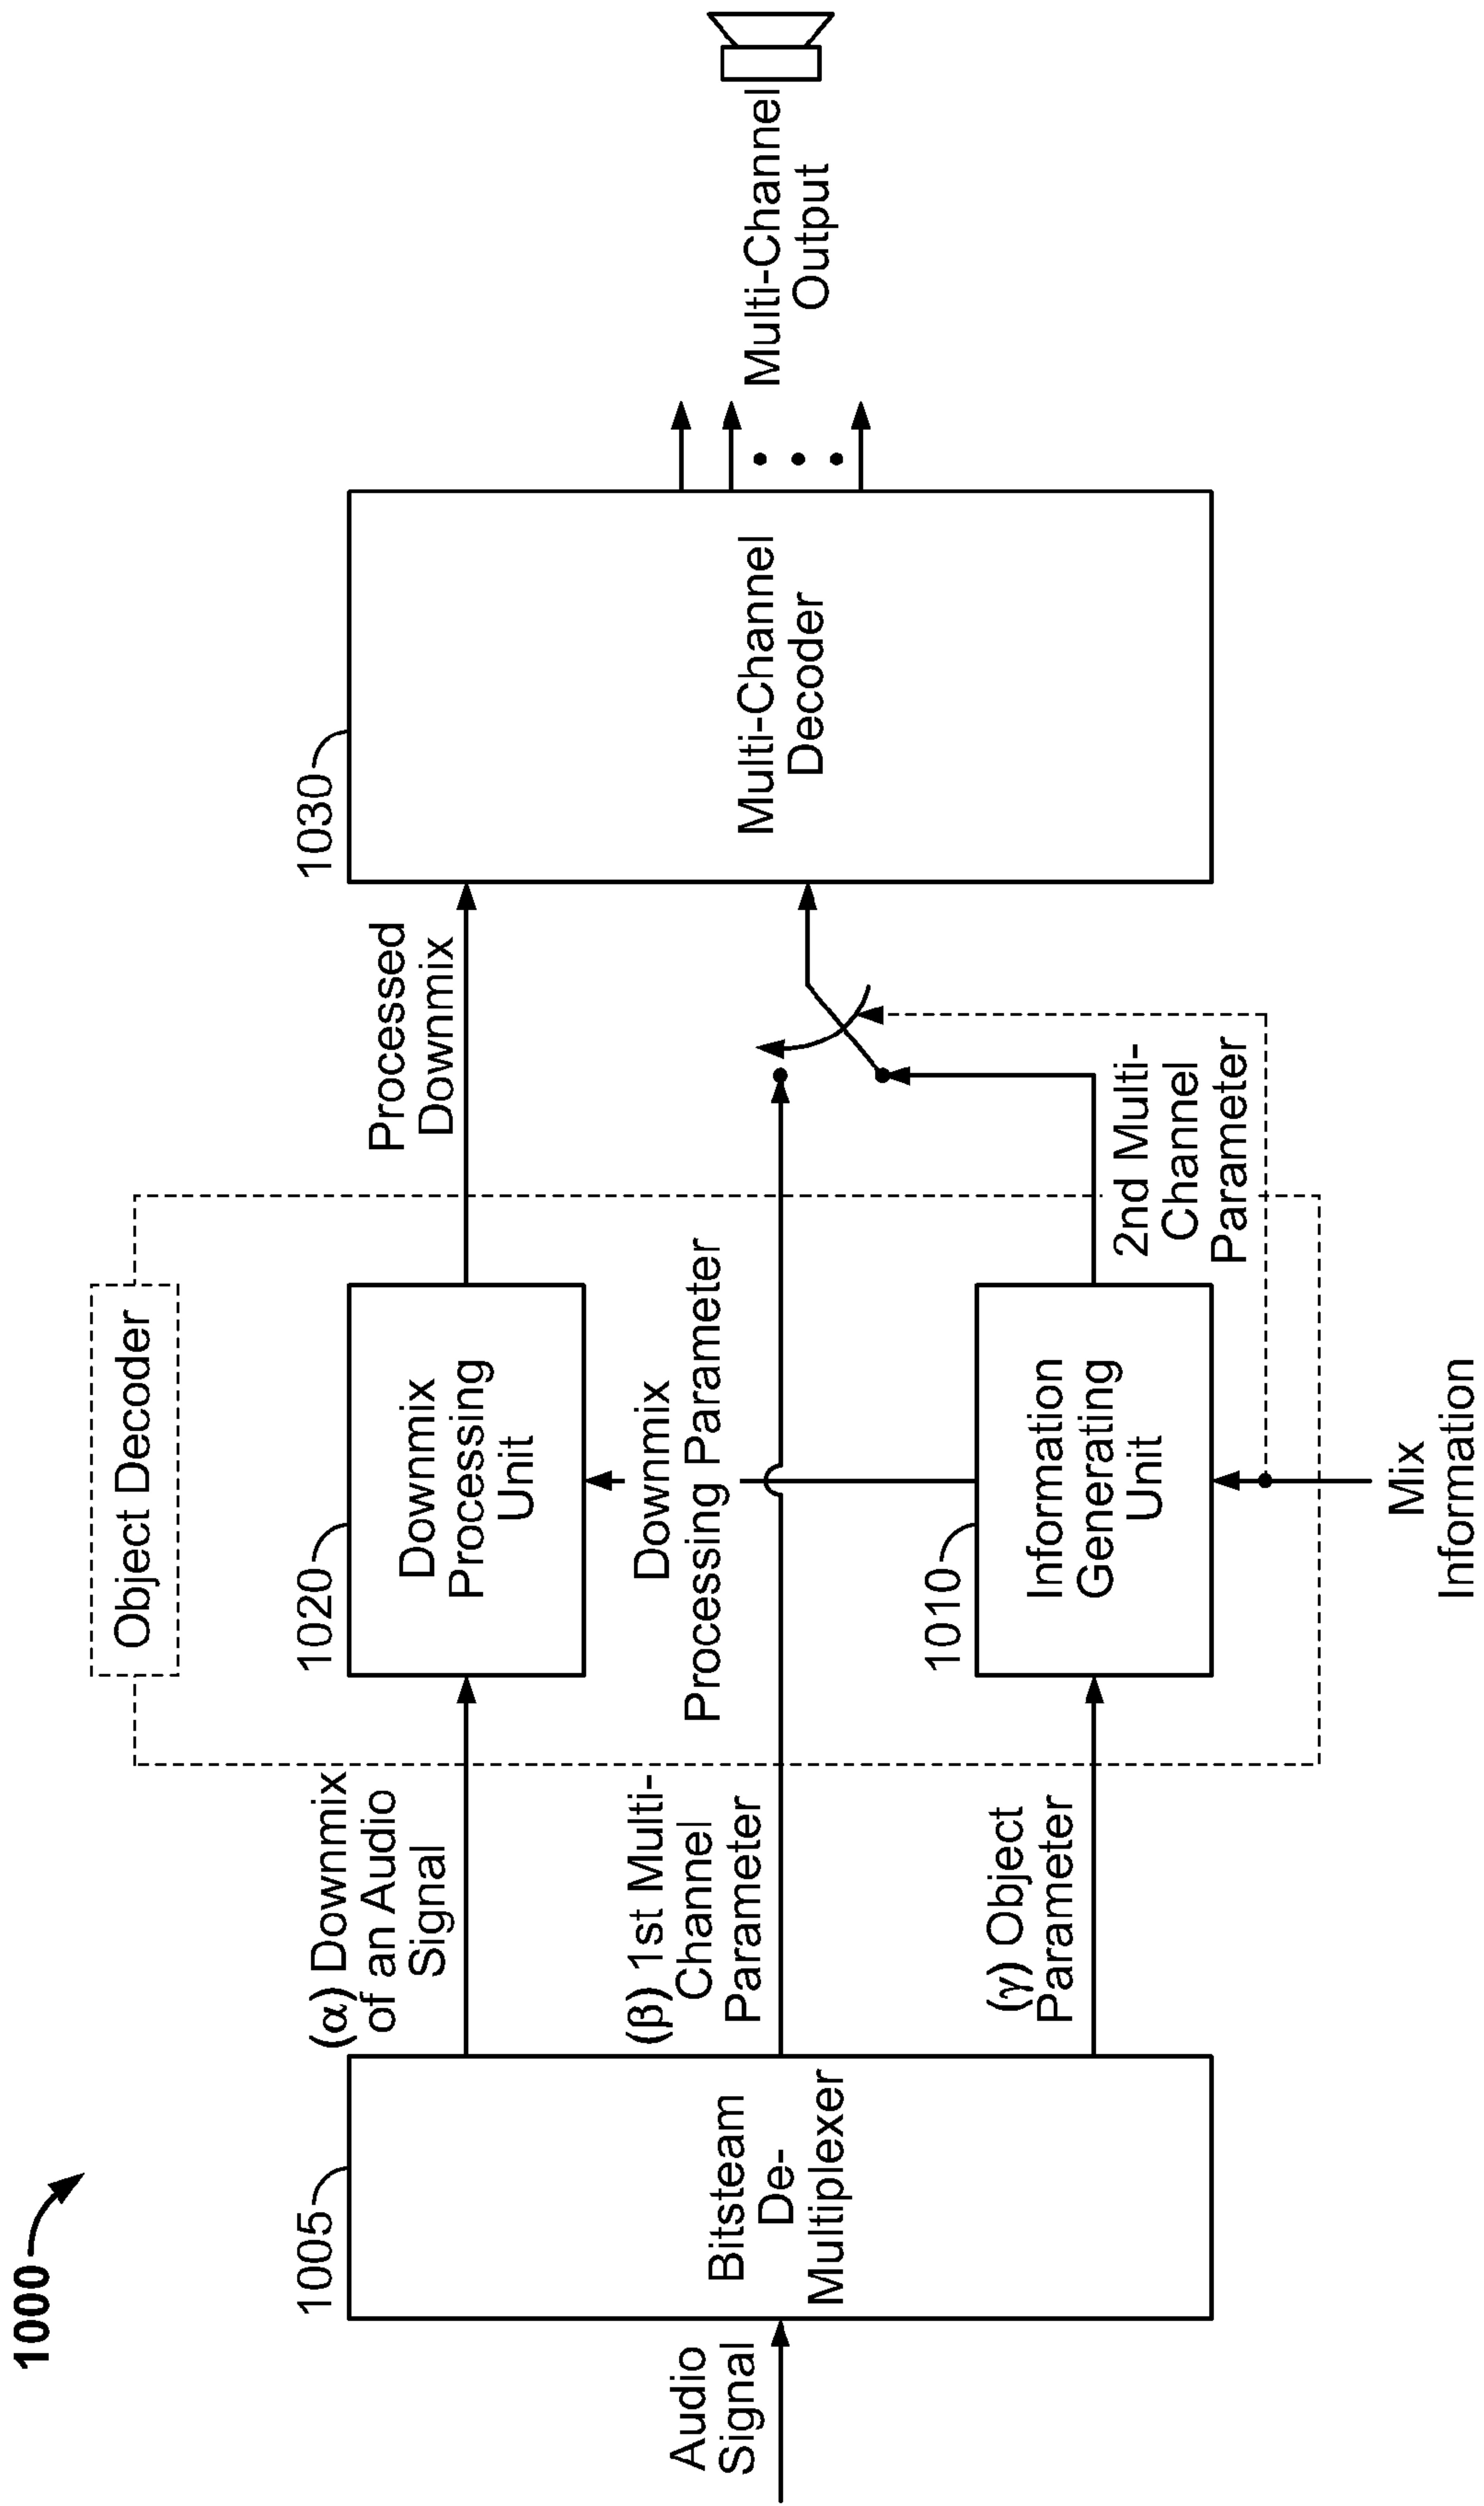 1000
Audio
Signal
1005
Bitsteam
De-
Multiplexer
(α) Downmix
of an Audio
Signal
(β) 1st Multi-
Channel
Parameter
(γ) Object
Parameter
Object Decoder
1020
Downmix
Processing
Unit
Downmix
Processing Parameter
1010
Information
Generating
Unit
Mix
Information
Processed
Downmix
2nd Multi-
Channel
Parameter
1030
Multi-Channel
Decoder
Multi-Channel
Output